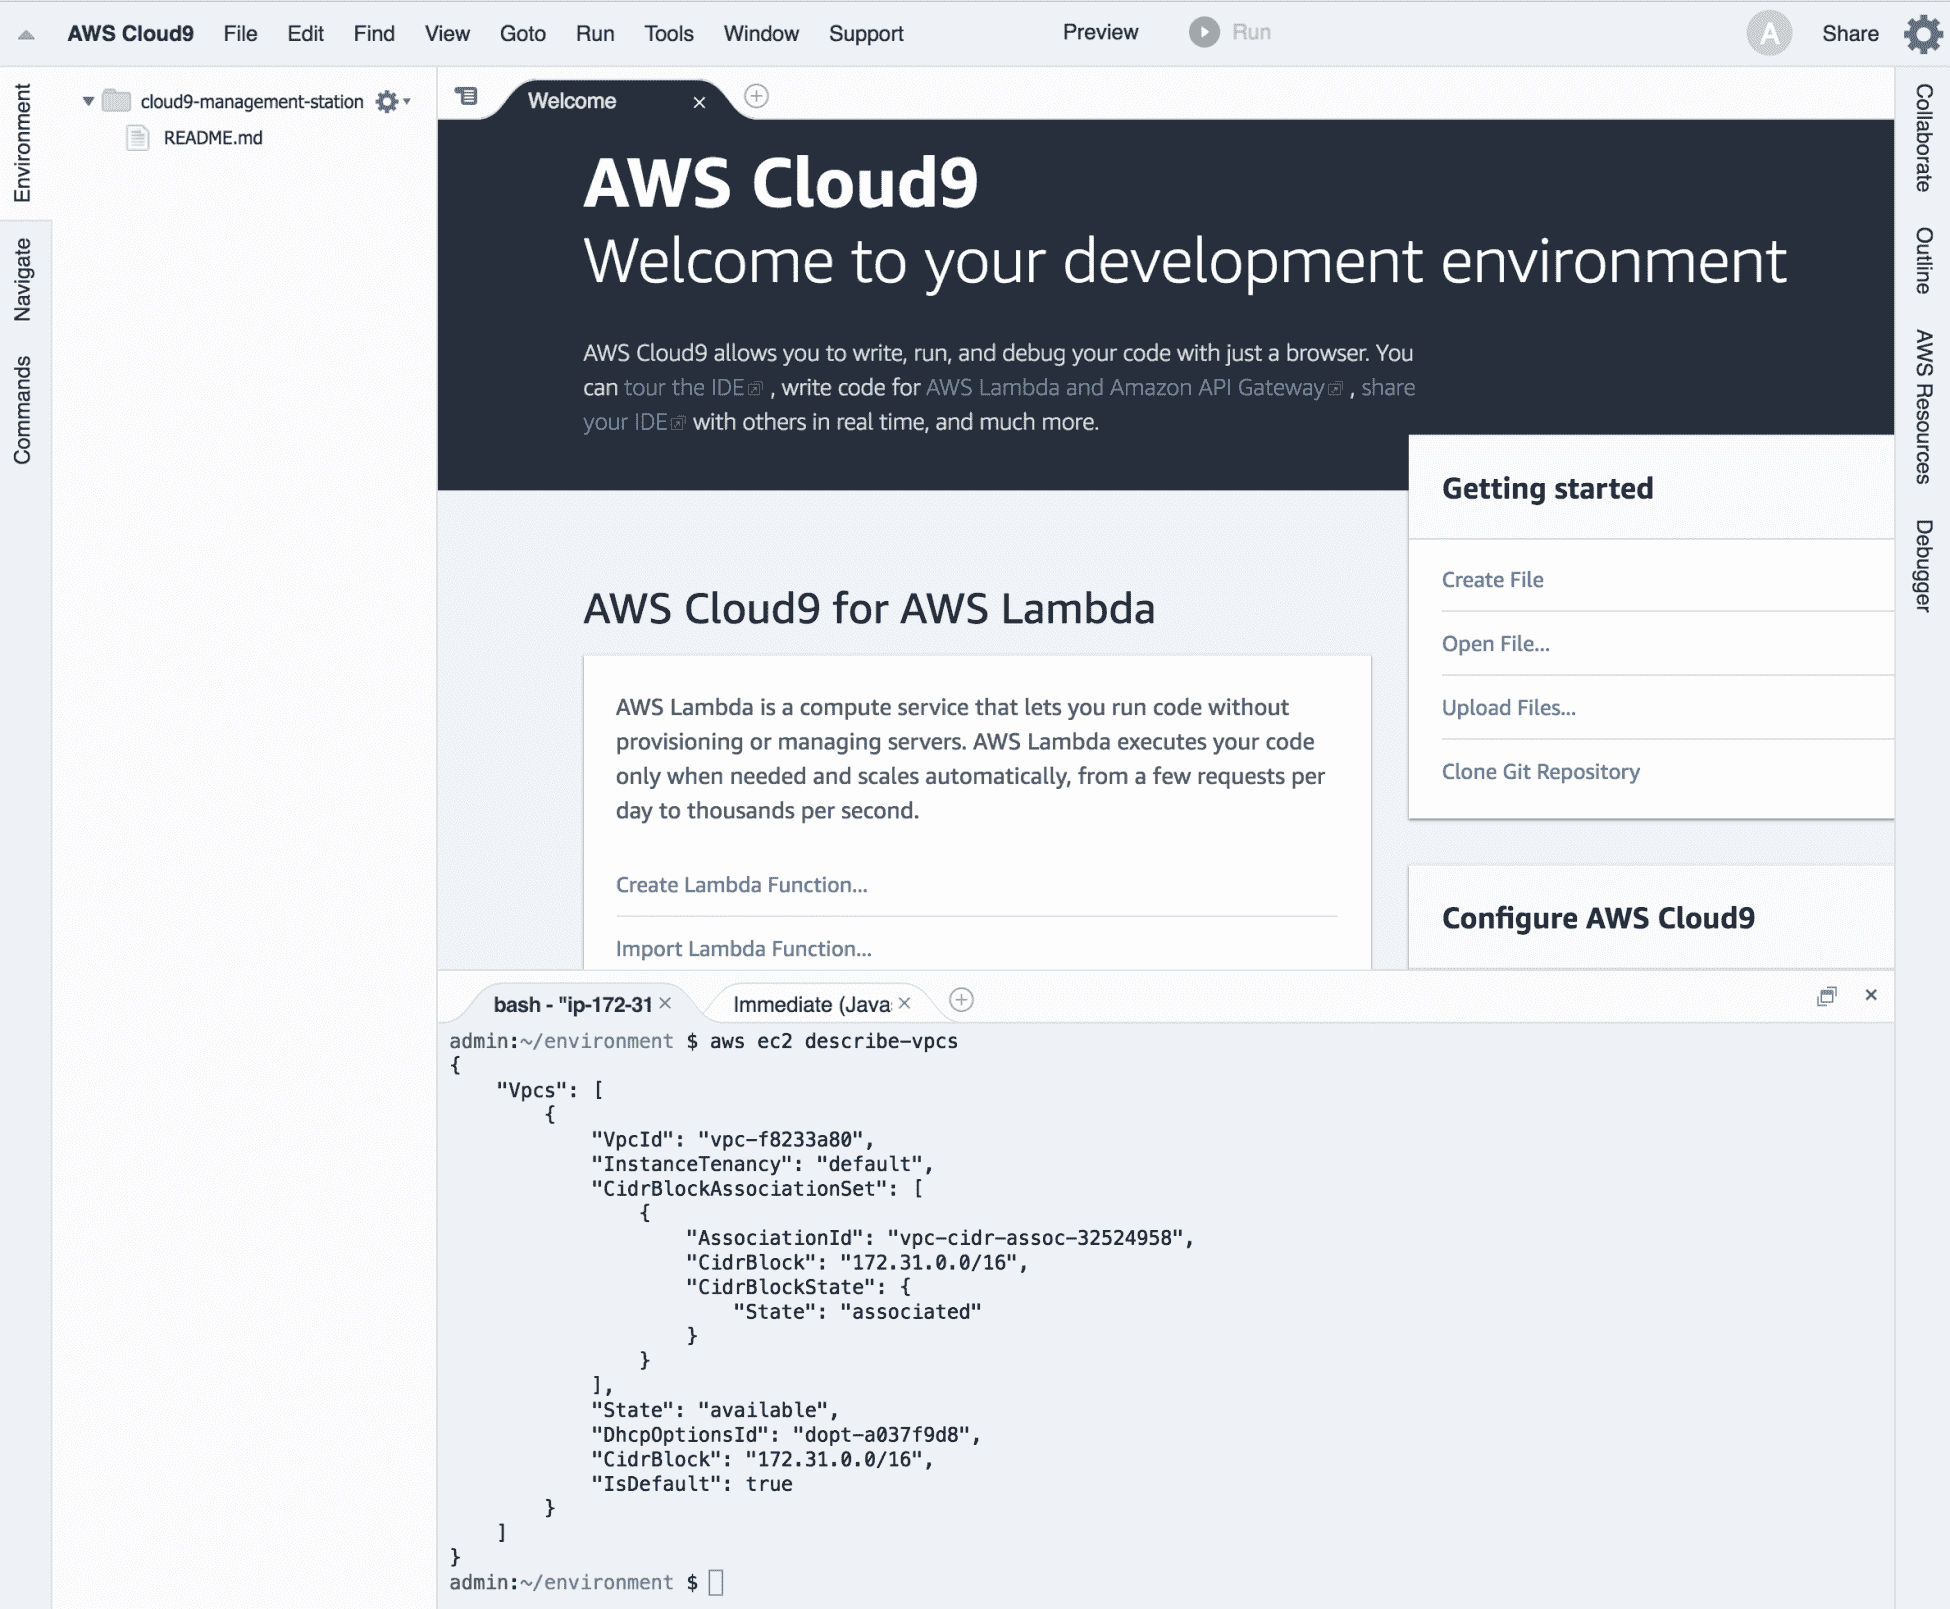 AWS Cloud9 File Edit Find View Goto Run Tools Window Support Preview Run A Share
Environment
Navigate
Commands
cloud9-management-station
README.md
Welcome
AWS Cloud9
Welcome to your development environment
AWS Cloud9 allows you to write, run, and debug your code with just a browser. You
can tour the IDE , write code for AWS Lambda and Amazon API Gateway , share
your IDE with others in real time, and much more.
Getting started
Create File
Open File...
Upload Files...
Clone Git Repository
AWS Cloud9 for AWS Lambda
AWS Lambda is a compute service that lets you run code without
provisioning or managing servers. AWS Lambda executes your code
only when needed and scales automatically, from a few requests per
day to thousands per second.
Create Lambda Function...
Import Lambda Function...
Configure AWS Cloud9
Collaborate
Outline
AWS Resources
Debugger
bash - "ip-172-31 Immediate (Java
admin:~/environment $ aws ec2 describe-vpcs
{
    "Vpcs": [
        {
            "VpcId": "vpc-f8233a80",
            "InstanceTenancy": "default",
            "CidrBlockAssociationSet": [
                {
                    "AssociationId": "vpc-cidr-assoc-32524958",
                    "CidrBlock": "172.31.0.0/16",
                    "CidrBlockState": {
                        "State": "associated"
                    }
                }
            ],
            "State": "available",
            "DhcpOptionsId": "dopt-a037f9d8",
            "CidrBlock": "172.31.0.0/16",
            "IsDefault": true
        }
    ]
}
admin:~/environment $